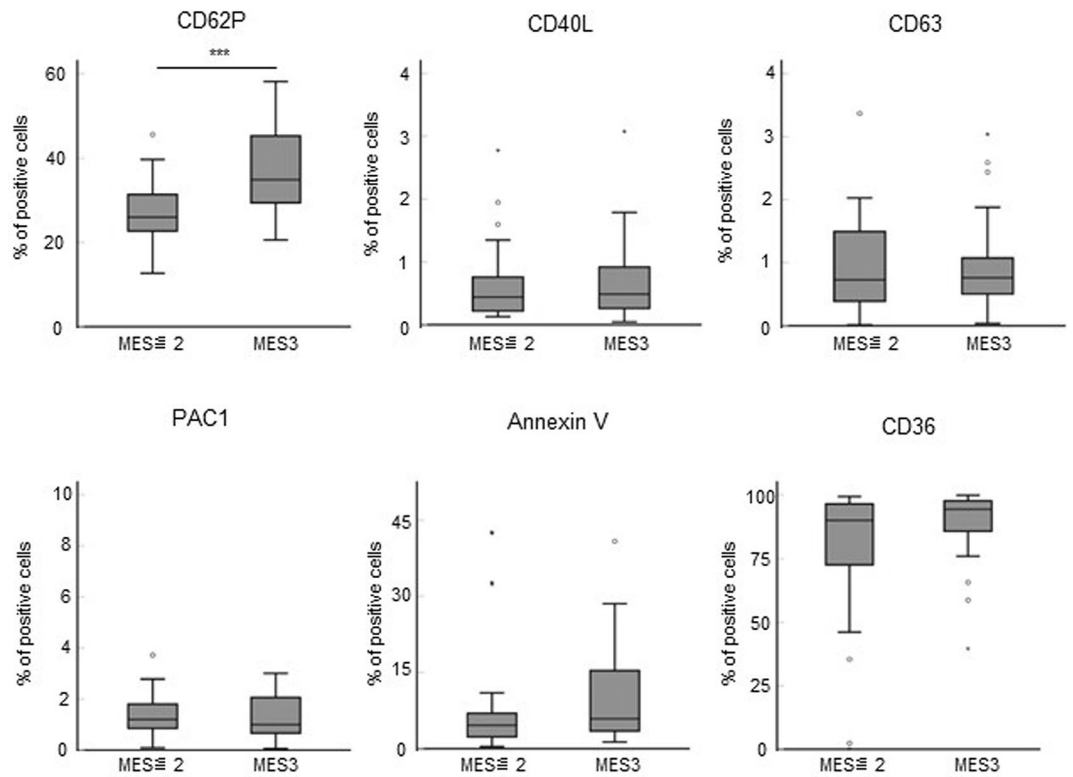 CD62P
CD40L
CD63
***
% of positive cells
60
40
20
0
MES≦ 2 MES3
% of positive cells
4
3
2
1
0
MES≦ 2 MES3
% of positive cells
4
3
2
1
0
MES≦ 2 MES3
PAC1
Annexin V
CD36
% of positive cells
10
8
6
4
2
0
MES≦ 2 MES3
% of positive cells
45
30
15
0
MES≦ 2 MES3
% of positive cells
100
75
50
25
0
MES≦ 2 MES3